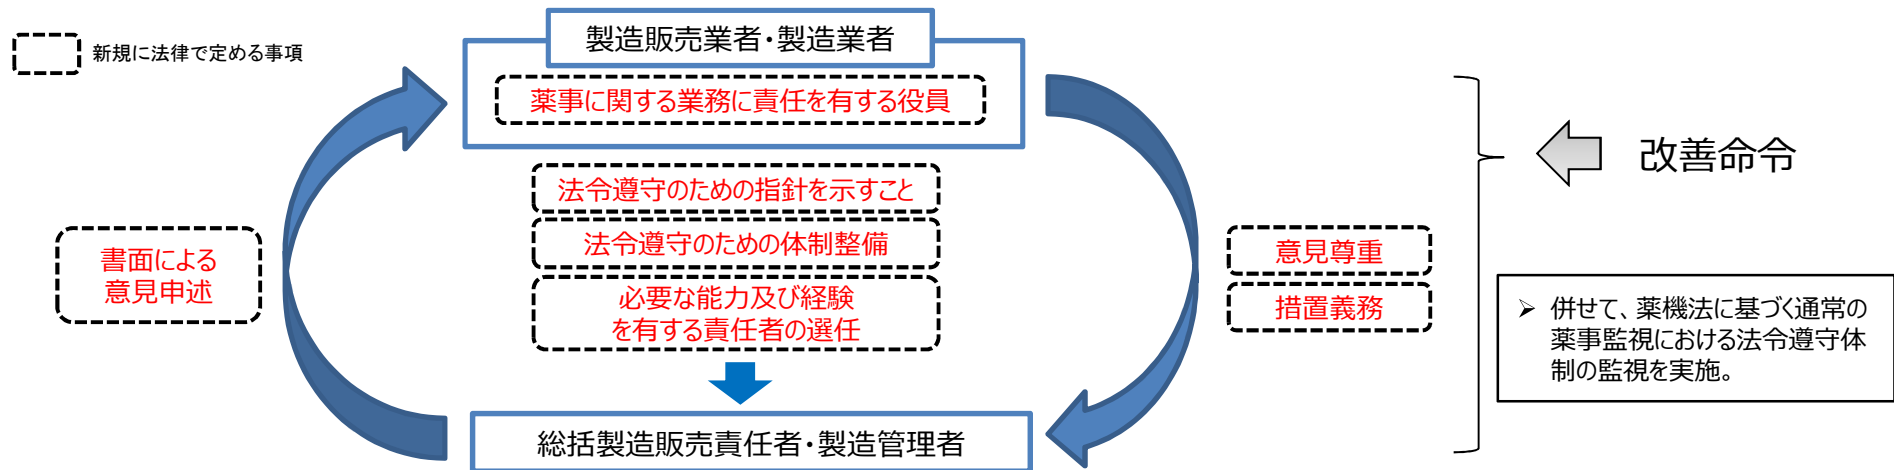 新規に法律で定める事項
製造販売業者・製造業者
薬事に関する業務に責任を有する役員
法令遵守のための指針を示すこと
法令遵守のための体制整備
必要な能力及び経験
を有する責任者の選任
書面による
意見申述
意見尊重
措置義務
総括製造販売責任者・製造管理者
改善命令
➢ 併せて、薬機法に基づく通常の
薬事監視における法令遵守体
制の監視を実施。